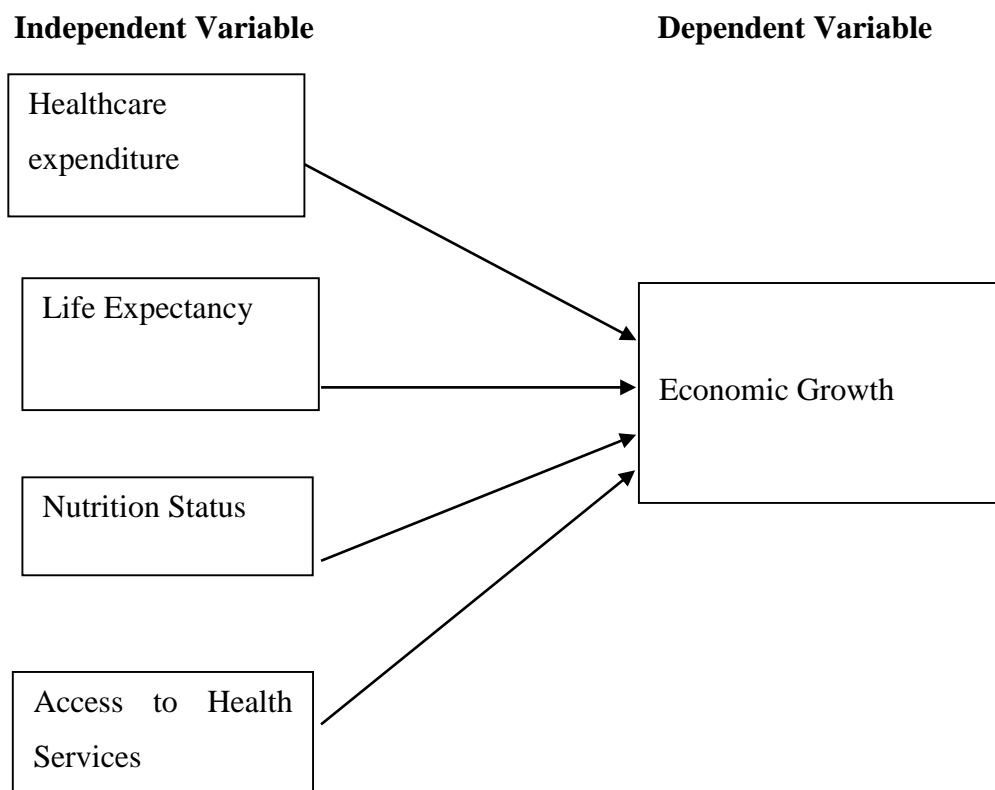 Independent Variable
Dependent Variable
Healthcare
expenditure
Life Expectancy
Economic Growth
Nutrition Status
Access to Health
Services